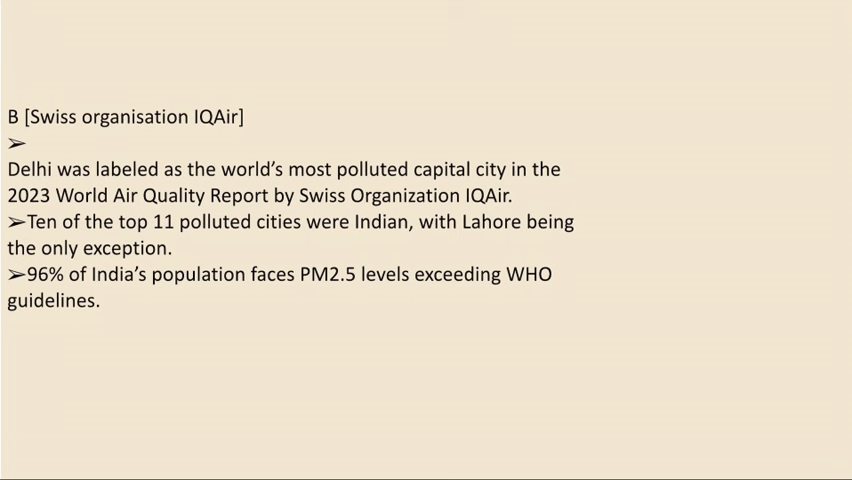 B [Swiss organisation IQAir]
➢
Delhi was labeled as the world’s most polluted capital city in the
2023 World Air Quality Report by Swiss Organization IQAir.
➢Ten of the top 11 polluted cities were Indian, with Lahore being
the only exception.
➢96% of India’s population faces PM2.5 levels exceeding WHO
guidelines.